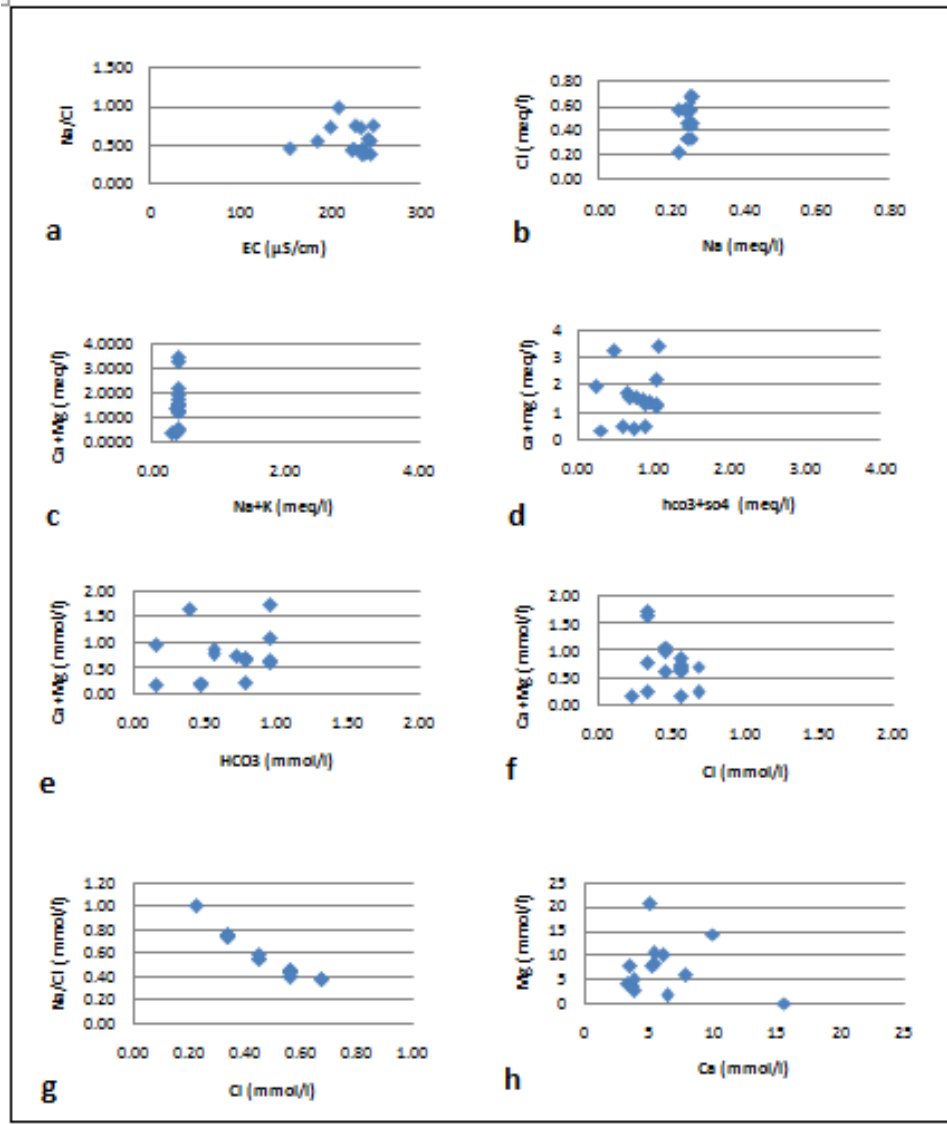 1.500
1.000
0.500
0.000
Na/Cl
0 100 200 300
a
EC (µS/cm)
0.80
0.60
0.40
0.20
0.00
Cl (meq/l)
0.00 0.20 0.40 0.60 0.80
b
Na (meq/l)
4.0000
3.0000
2.0000
1.0000
0.0000
Ca+Mg (meq/l)
0.00 2.00 4.00
c
Na+K (meq/l)
4
3
2
1
0
ca+mg (meq/l)
0.00 1.00 2.00 3.00 4.00
d
hco3+so4 (meq/l)
2.00
1.50
1.00
0.50
0.00
Ca+Mg (mmol/l)
0.00 0.50 1.00 1.50 2.00
e
HCO3 (mmol/l)
2.00
1.50
1.00
0.50
0.00
Ca+Mg (mmol/l)
0.00 0.50 1.00 1.50 2.00
f
Cl (mmol/l)
1.20
1.00
0.80
0.60
0.40
0.20
0.00
Na/Cl (mmol/l)
0.00 0.20 0.40 0.60 0.80 1.00
g
Cl (mmol/l)
25
20
15
10
5
0
Mg (mmol/l)
0 5 10 15 20 25
h
Ca (mmol/l)